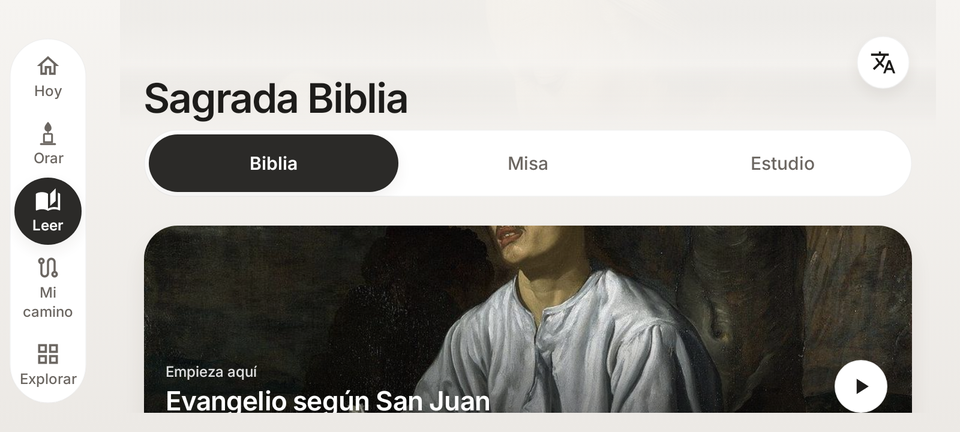 Hoy
Orar
Leer
Mi
camino
Explorar
Sagrada Biblia
Biblia
Misa
Estudio
Empieza aquí
Evangelio según San Juan